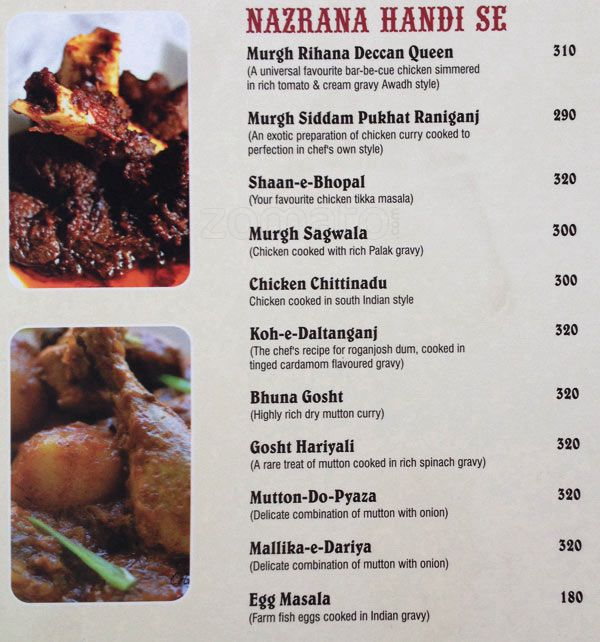 NAZRANA HANDI SE
Murgh Rihana Deccan Queen 310
(A universal favourite bar-be-cue chicken simmered
in rich tomato & cream gravy Awadh style)
Murgh Siddam Pukhat Raniganj 290
(An exotic preparation of chicken curry cooked to
perfection in chef's own style)
Shaan-e-Bhopal 320
(Your favourite chicken tikka masala)
zomato
Murgh Sagwala 300
(Chicken cooked with rich Palak gravy)
Chicken Chittinadu 300
Chicken cooked in south Indian style
Koh-e-Daltanganj 320
(The chef's recipe for roganjosh dum, cooked in
tinged cardamom flavoured gravy)
Bhuna Gosht 320
(Highly rich dry mutton curry)
Gosht Hariyali 320
(A rare treat of mutton cooked in rich spinach gravy)
Mutton-Do-Pyaza 320
(Delicate combination of mutton with onion)
Mallika-e-Dariya 320
(Delicate combination of mutton with onion)
Egg Masala 180
(Farm fish eggs cooked in Indian gravy)